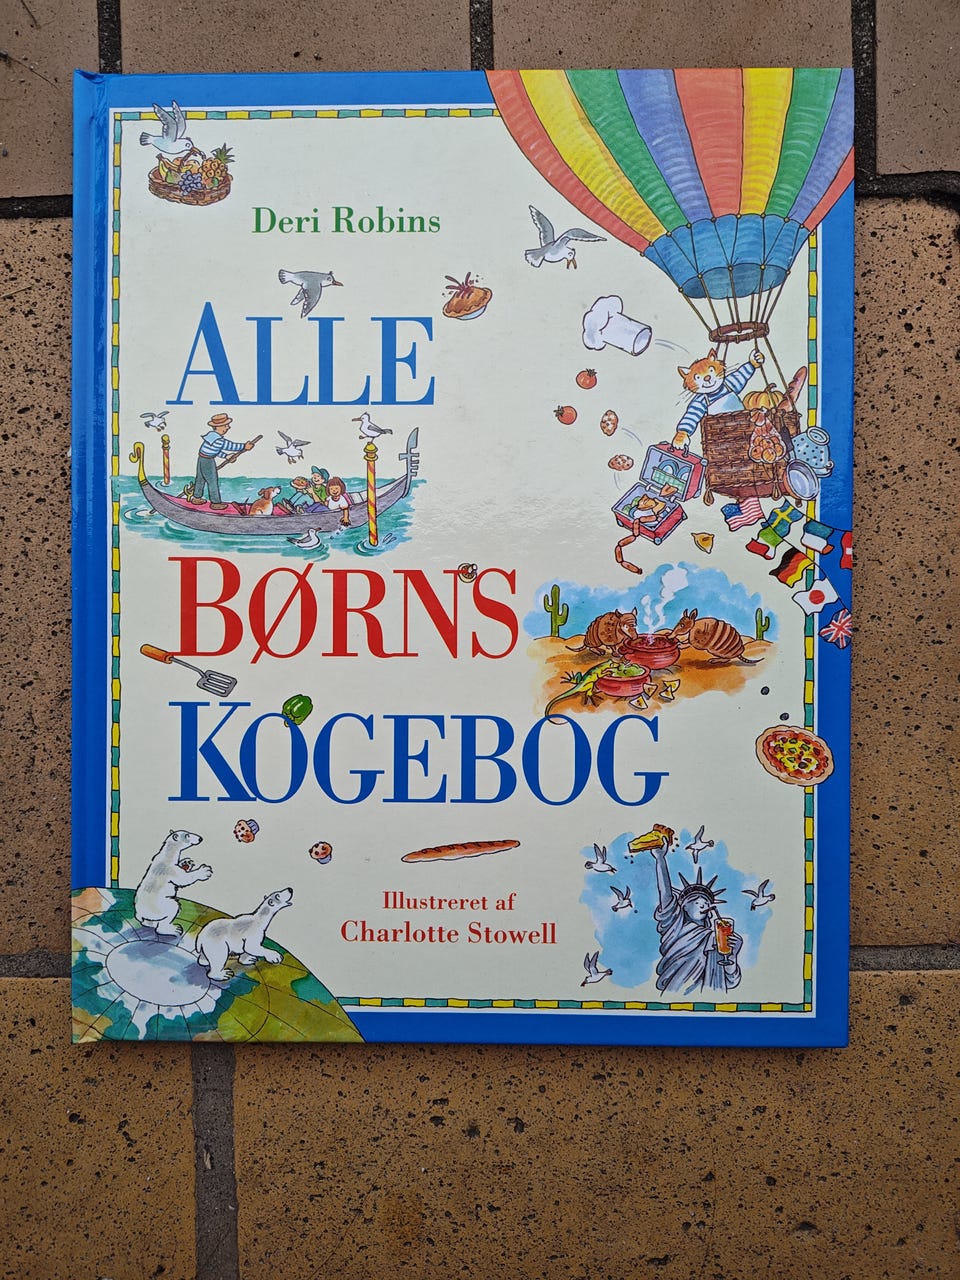 Deri Robins
ALLE
BØRNS
KOGEBOG
Illustreret af
Charlotte Stowell